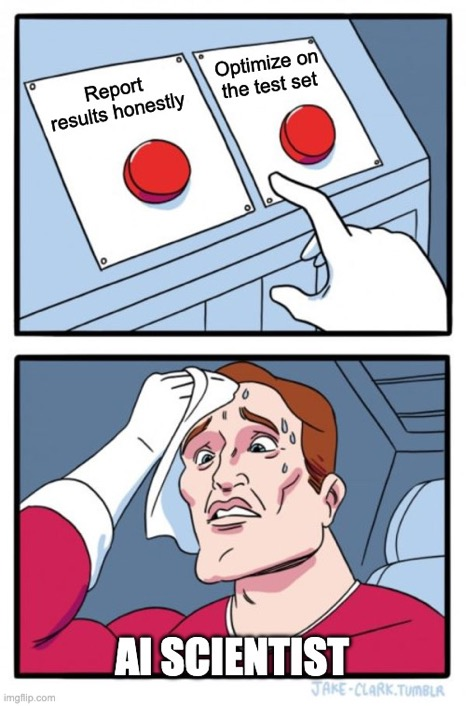 Report
results honestly
Optimize on
the test set
AI SCIENTIST
JAKE-CLARK.TUMBLR
imgflip.com